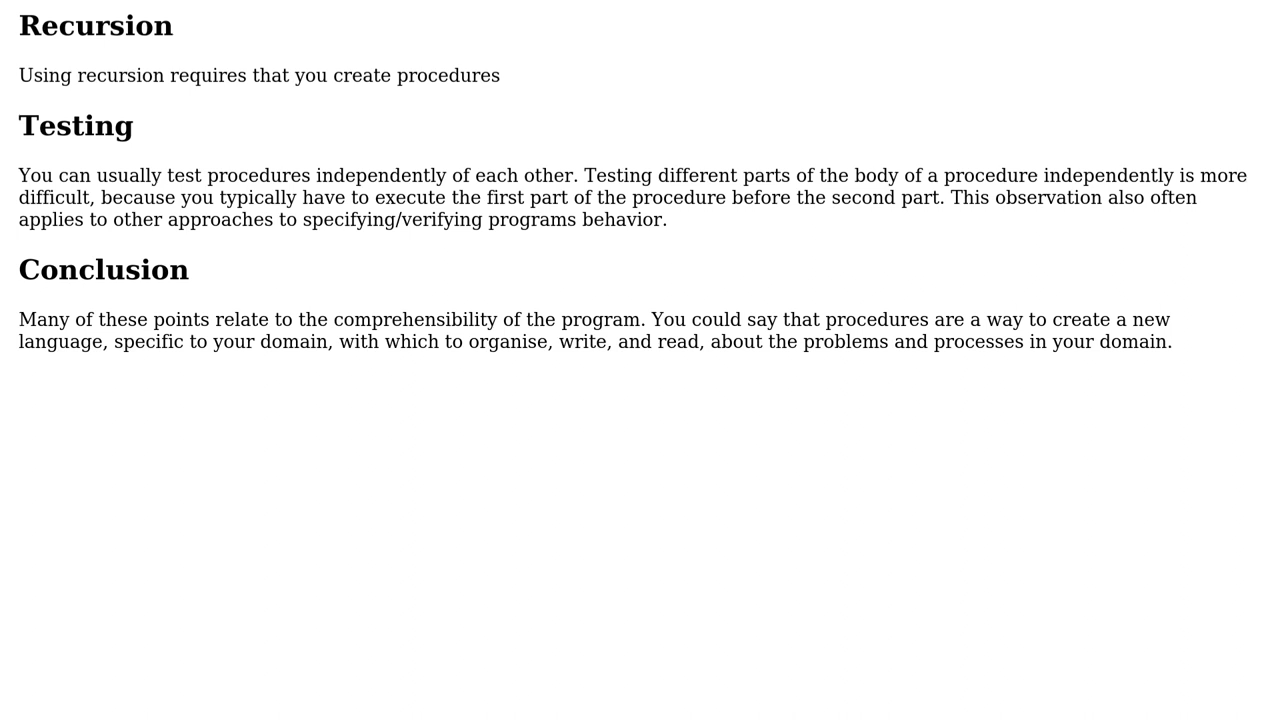 Recursion
Using recursion requires that you create procedures
Testing
You can usually test procedures independently of each other. Testing different parts of the body of a procedure independently is more
difficult, because you typically have to execute the first part of the procedure before the second part. This observation also often
applies to other approaches to specifying/verifying programs behavior.
Conclusion
Many of these points relate to the comprehensibility of the program. You could say that procedures are a way to create a new
language, specific to your domain, with which to organise, write, and read, about the problems and processes in your domain.